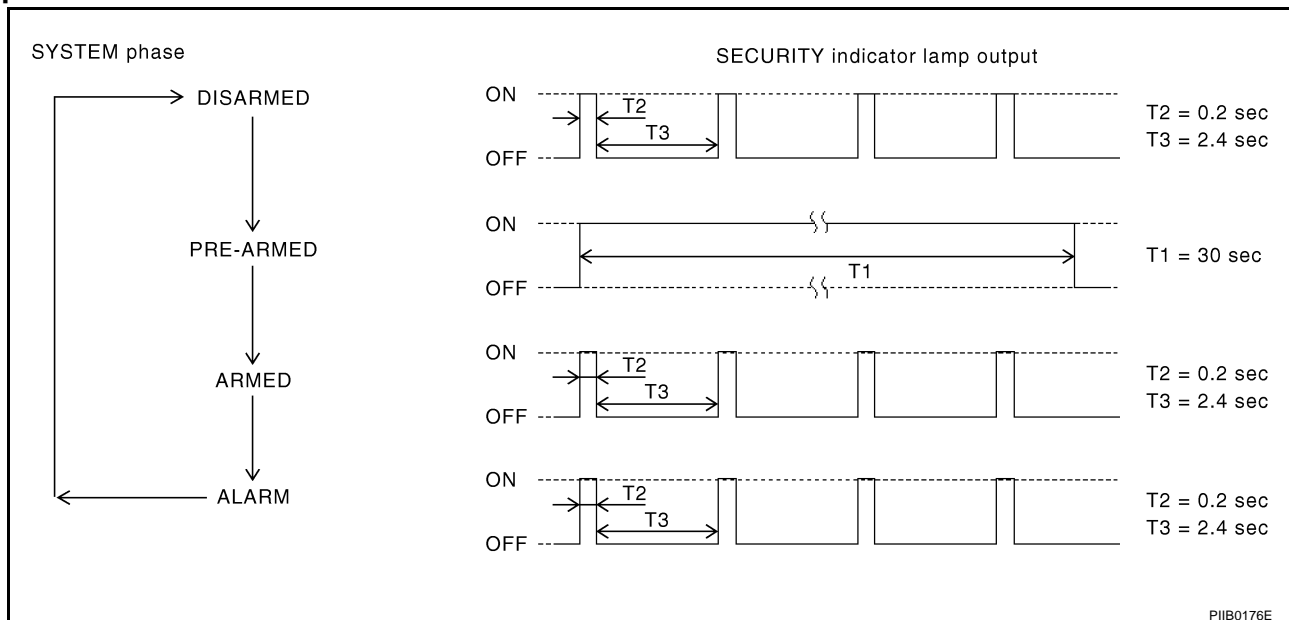 SYSTEM phase
SECURITY indicator lamp output
DISARMED
PRE-ARMED
ARMED
ALARM
ON
T2
T3
OFF
T2 = 0.2 sec
T3 = 2.4 sec
ON
T1
OFF
T1 = 30 sec
ON
T2
T3
OFF
T2 = 0.2 sec
T3 = 2.4 sec
ON
T2
T3
OFF
T2 = 0.2 sec
T3 = 2.4 sec
PIIB0176E